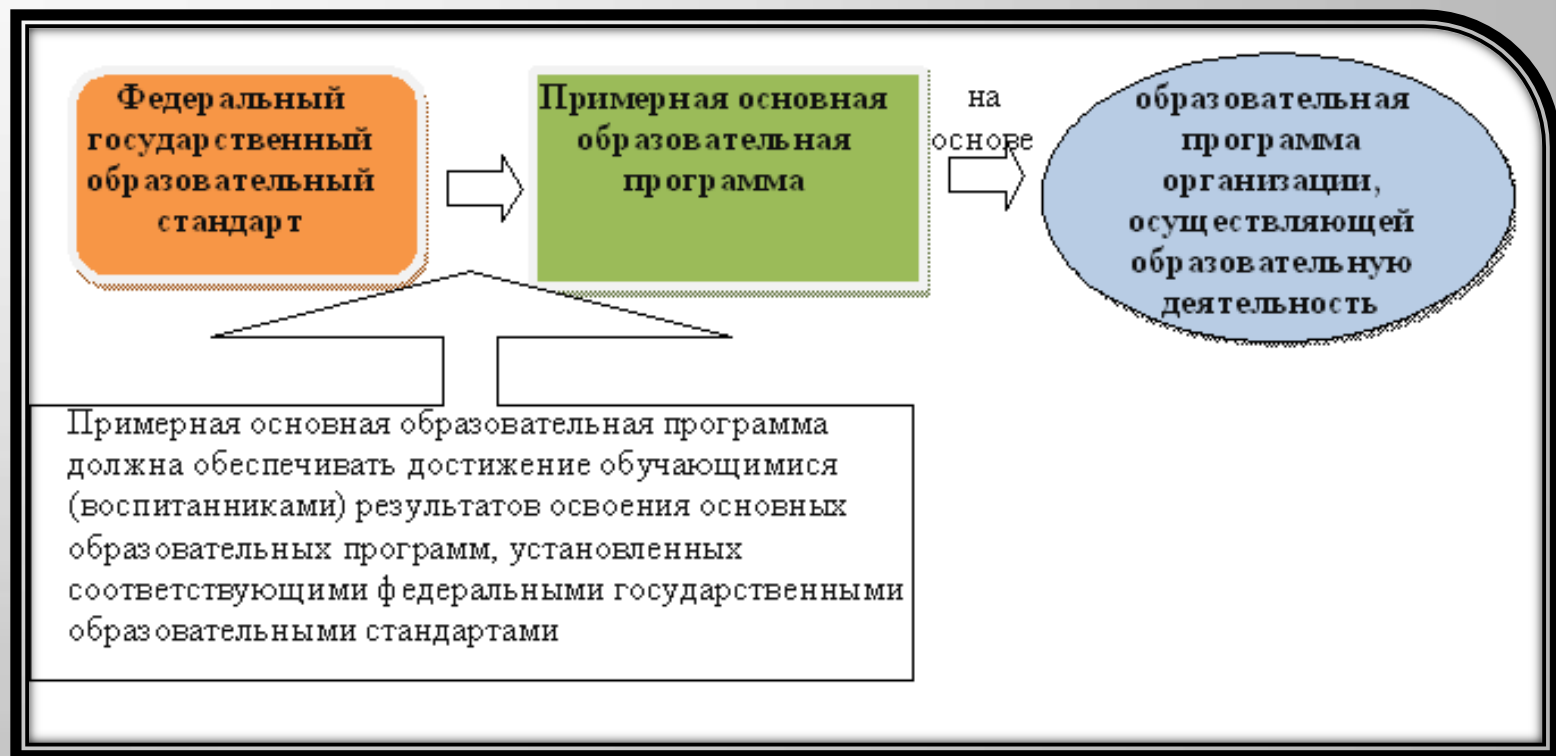 Федеральный
государственный
образовательный
стандарт
Примерная основная
образовательная
программа
на
основе
образовательная
программа
организации,
осуществляющей
образовательную
деятельность
Примерная основная образовательная программа
должна обеспечивать достижение обучающимися
(воспитанниками) результатов освоения основных
образовательных программ, установленных
соответствующими федеральными государственными
образовательными стандартами